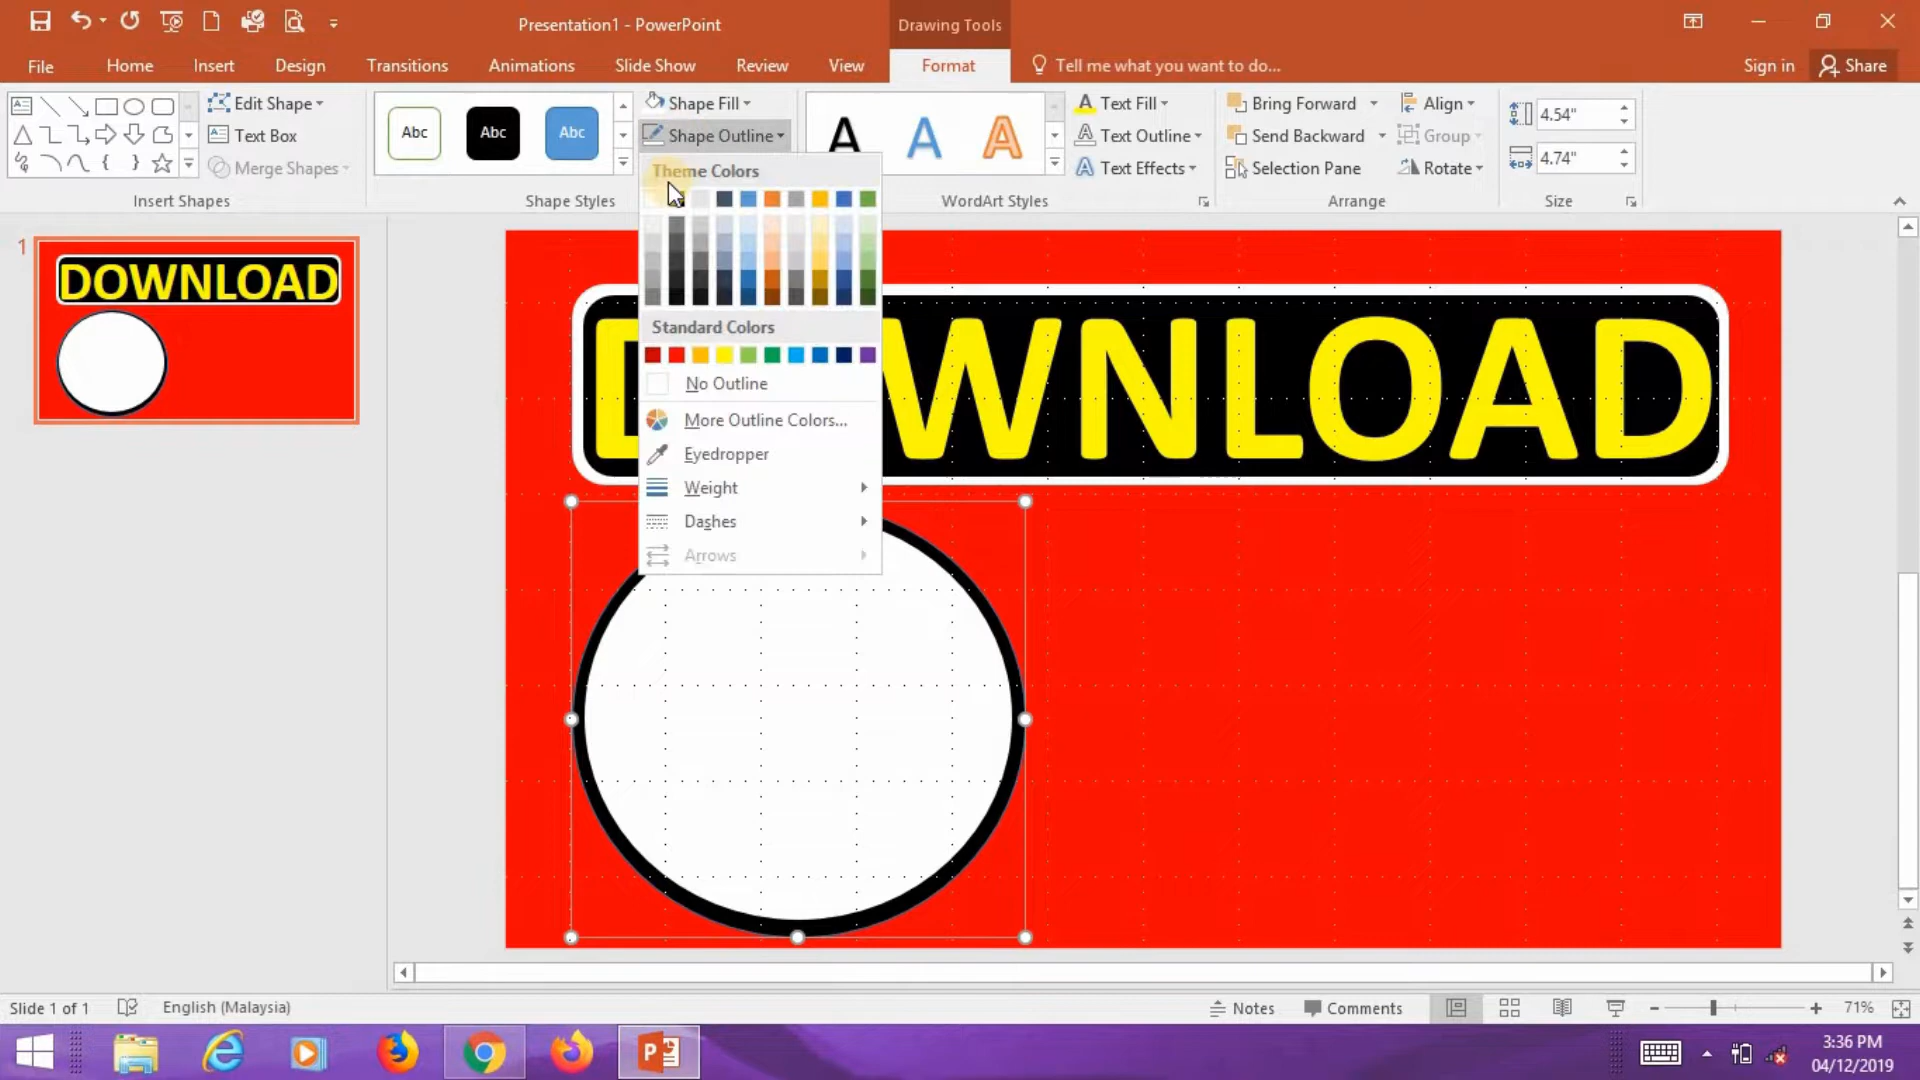 Presentation1 - PowerPoint
Drawing Tools
File Home Insert Design Transitions Animations Slide Show Review View Format Tell me what you want to do... Sign in Share
Edit Shape
Text Box
Merge Shapes
Insert Shapes
Abc Abc Abc
Shape Styles
Shape Fill
Shape Outline
A A A
WordArt Styles
Text Fill
Text Outline
Text Effects
Bring Forward
Send Backward
Selection Pane
Align
Group
Rotate
Arrange
4.54"
4.74"
Size
Theme Colors
Standard Colors
No Outline
More Outline Colors...
Eyedropper
Weight
Dashes
Arrows
1
DOWNLOAD
DOWNLOAD
Slide 1 of 1 English (Malaysia) Notes Comments 71%
3:36 PM
04/12/2019